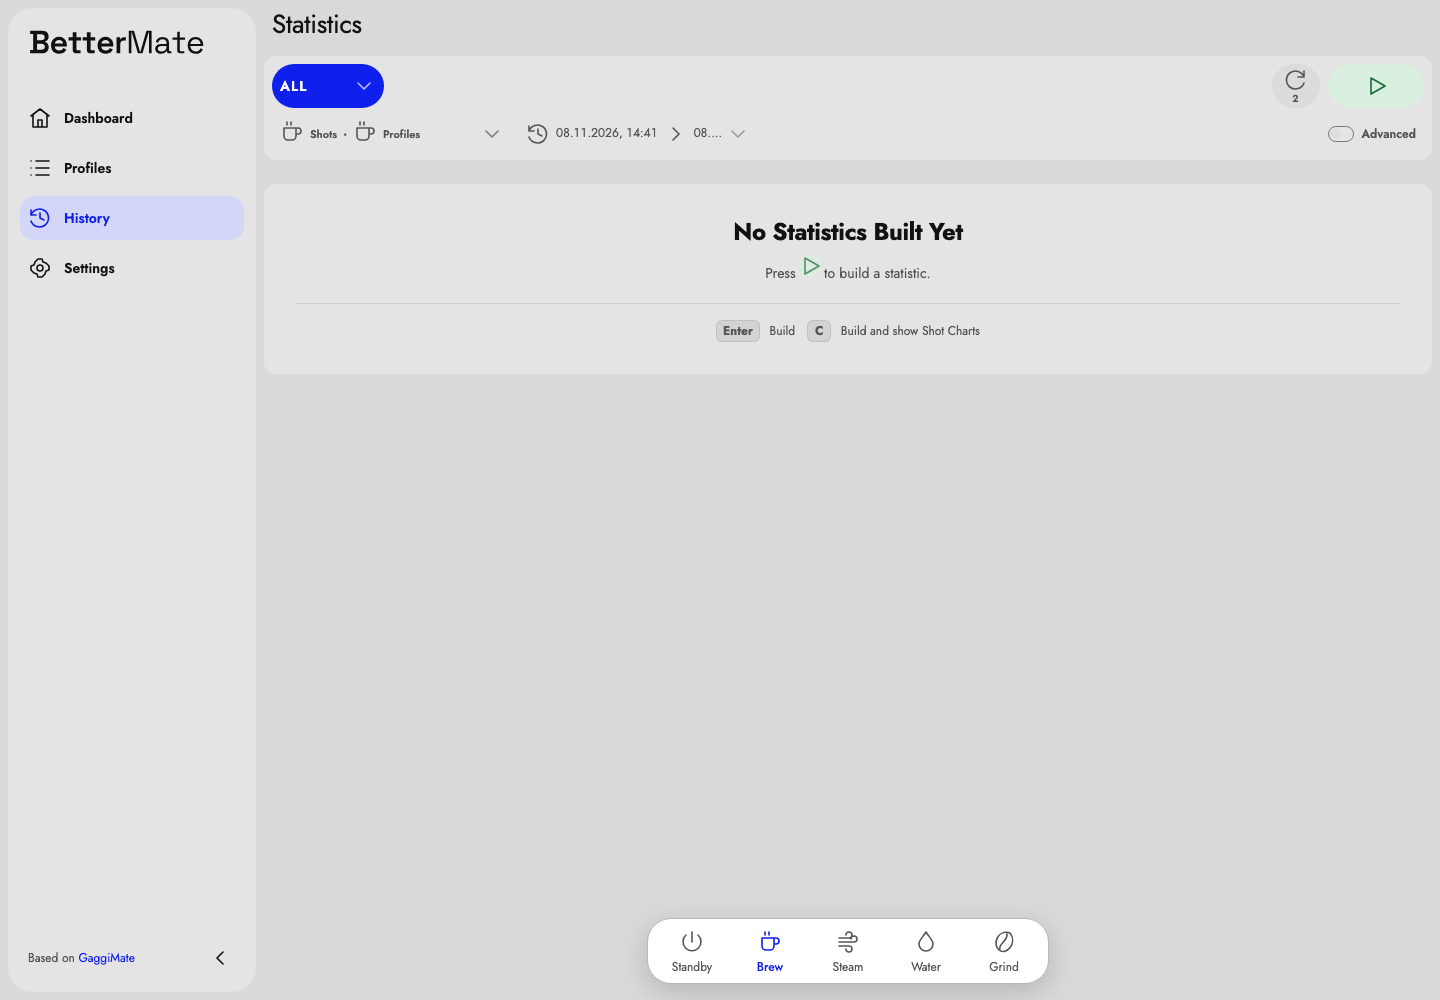 BetterMate
Dashboard
Profiles
History
Settings
Based on GaggiMate
Statistics
ALL
2
Shots · Profiles
08.11.2026, 14:41 08....
Advanced
No Statistics Built Yet
Press to build a statistic.
Enter Build C Build and show Shot Charts
Standby Brew Steam Water Grind